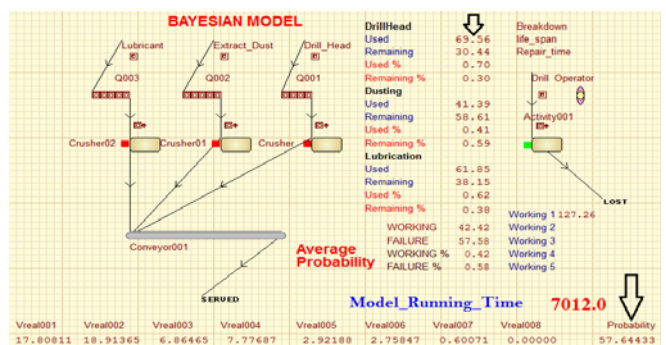 BAYESIAN MODEL
Lubricant
Extract_Dust
Drill_Head
Q003
Q002
Q001
Crusher02
Crusher01
Crusher
Conveyor001
SERVED
Average
Probability
DrillHead
Used 69.56
Remaining 30.44
Used % 0.70
Remaining % 0.30
Dusting
Used 41.39
Remaining 58.61
Used % 0.41
Remaining % 0.59
Lubrication
Used 61.85
Remaining 38.15
Used % 0.62
Remaining % 0.38
WORKING 42.42
FAILURE 57.58
WORKING % 0.42
FAILURE % 0.58
Breakdown
life_span
Repair_time
Drill Operator
Activity001
LOST
Working 1 127.26
Working 2
Working 3
Working 4
Working 5
Model_Running_Time 7012.0
Vreal001 Vreal002 Vreal003 Vreal004 Vreal005 Vreal006 Vreal007 Vreal008 Probability
17.80811 18.91365 6.86465 7.77687 2.92188 2.75847 0.60071 0.00000 57.64433